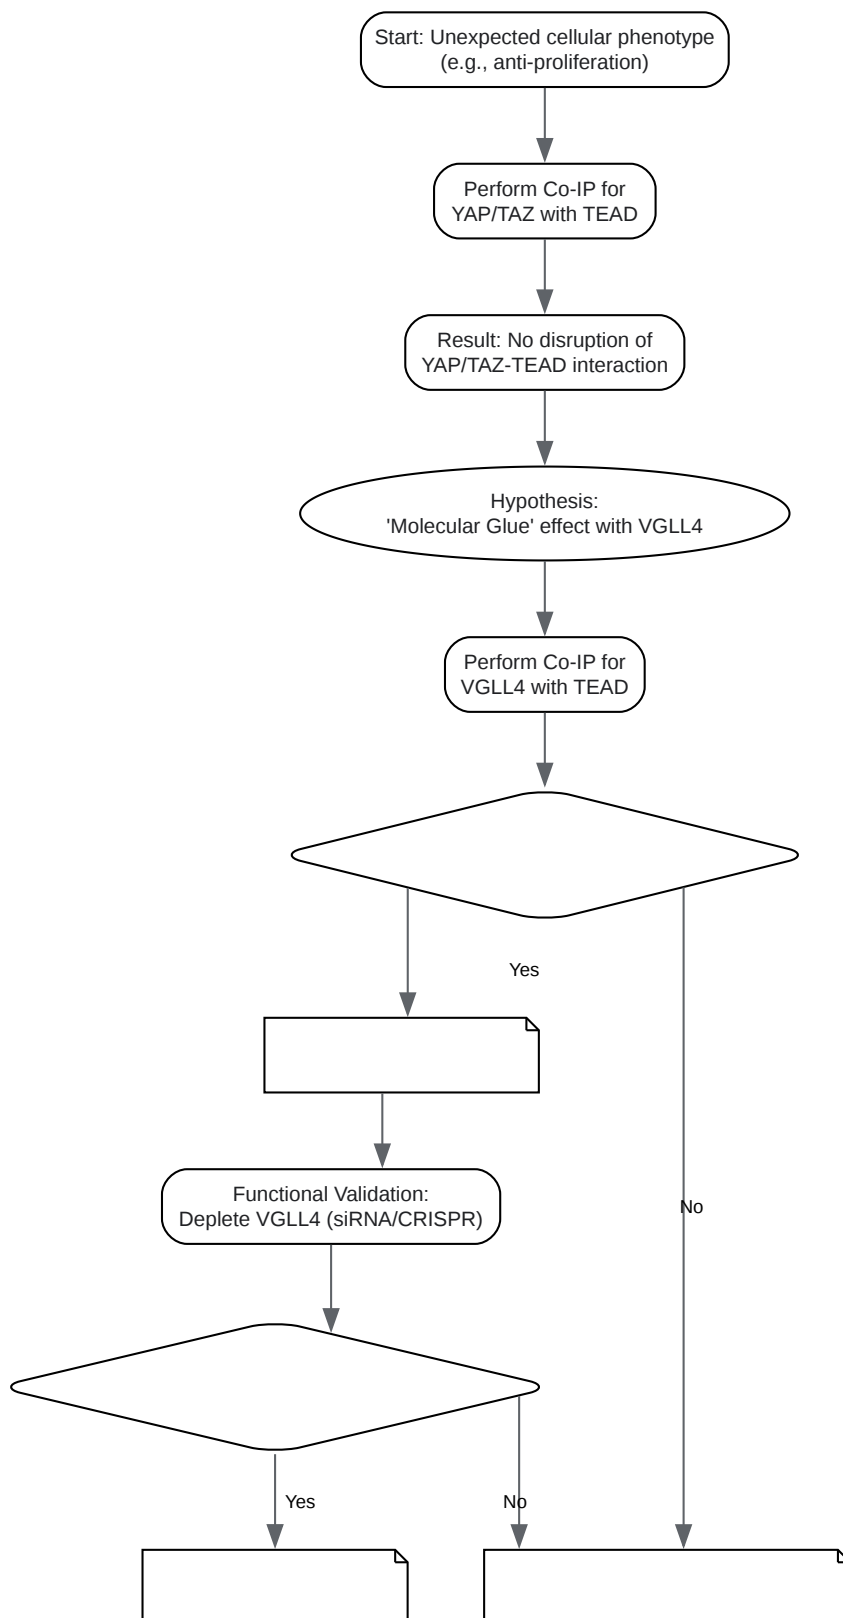 Start: Unexpected cellular phenotype
(e.g., anti-proliferation)
Perform Co-IP for
YAP/TAZ with TEAD
Result: No disruption of
YAP/TAZ-TEAD interaction
Hypothesis:
'Molecular Glue' effect with VGLL4
Perform Co-IP for
VGLL4 with TEAD
Yes
Functional Validation:
Deplete VGLL4 (siRNA/CRISPR)
No
Yes
No